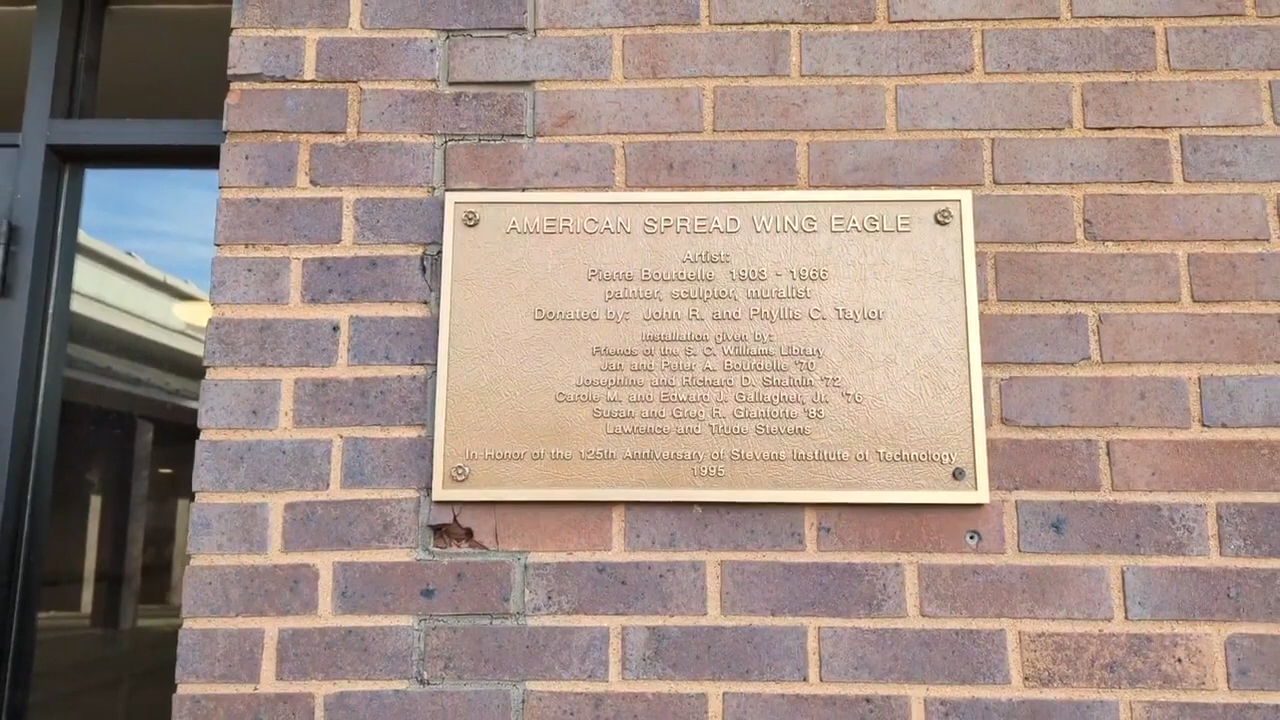 AMERICAN SPREAD WING EAGLE
Artist:
Pierre Bourdelle 1903 - 1966
painter, sculptor, muralist
Donated by: John R. and Phyllis C. Taylor
Installation given by:
Friends of the S. C. Williams Library
Jan and Peter A. Bourdelle '70
Josephine and Richard D. Shainin '72
Carole M. and Edward J. Gallagher, Jr. '76
Susan and Greg R. Gianforte '83
Lawrence and Trude Stevens
In Honor of the 125th Anniversary of Stevens Institute of Technology
1995